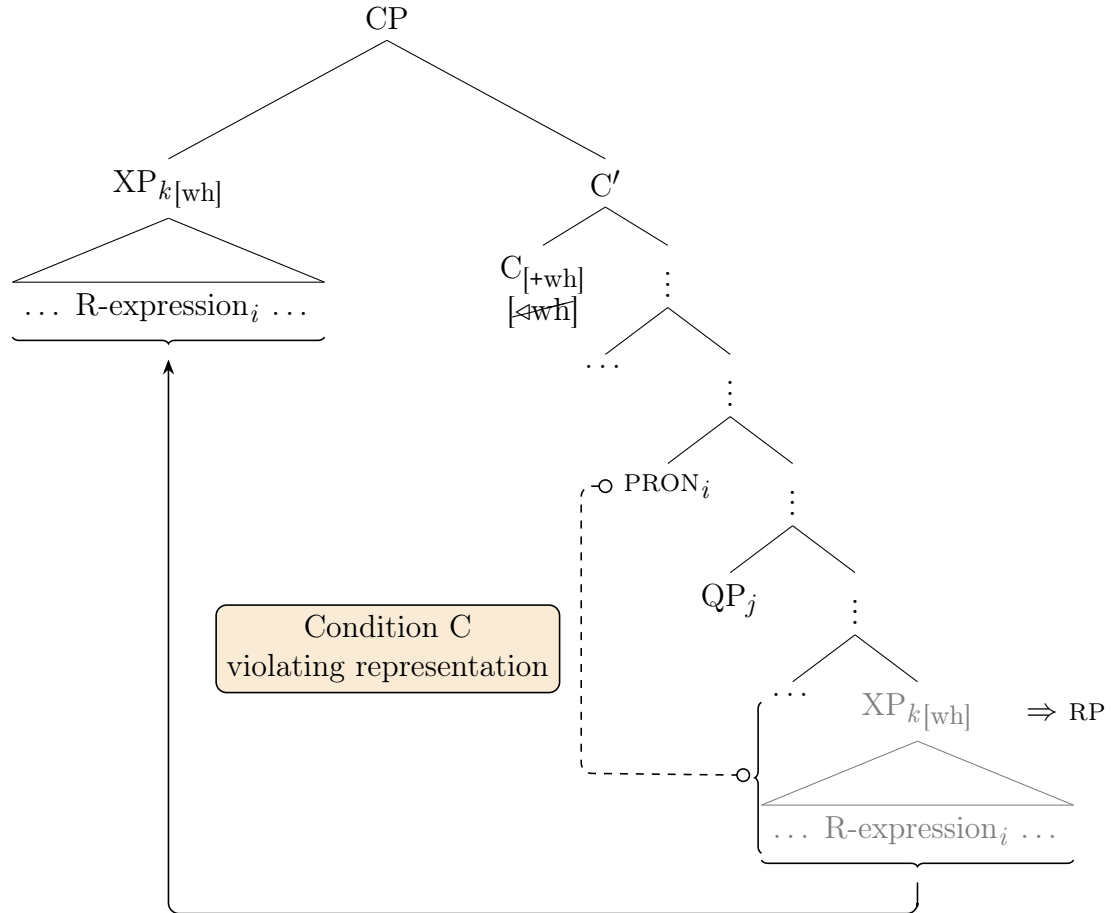 CP
XPk[wh]
C′
… R-expressioni …
C[+wh]
[⊲wh]
⋮
…
⋮
PRONi
⋮
QPj
⋮
Condition C
violating representation
…
XPk[wh] ⇒ RP
… R-expressioni …